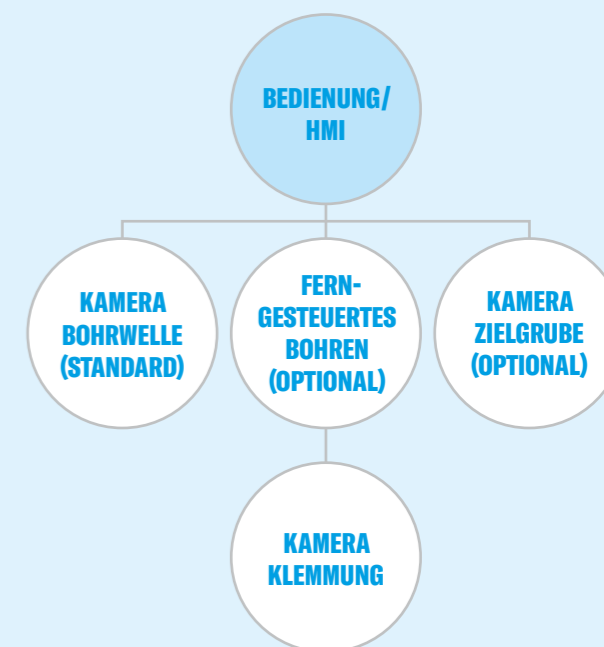 BEDIENUNG/
HMI
KAMERA
BOHRWELLE
(STANDARD)
FERN-
GESTEUERTES
BOHREN
(OPTIONAL)
KAMERA
ZIELGRUBE
(OPTIONAL)
KAMERA
KLEMMUNG